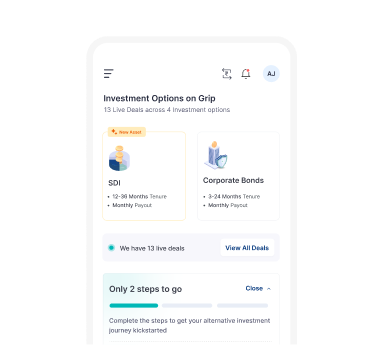 AJ
Investment Options on Grip
13 Live Deals across 4 Investment options
New Asset
SDI
• 12-36 Months Tenure
• Monthly Payout
Corporate Bonds
• 3-24 Months Tenure
• Monthly Payout
We have 13 live deals
View All Deals
Only 2 steps to go
Close
Complete the steps to get your alternative investment
journey kickstarted